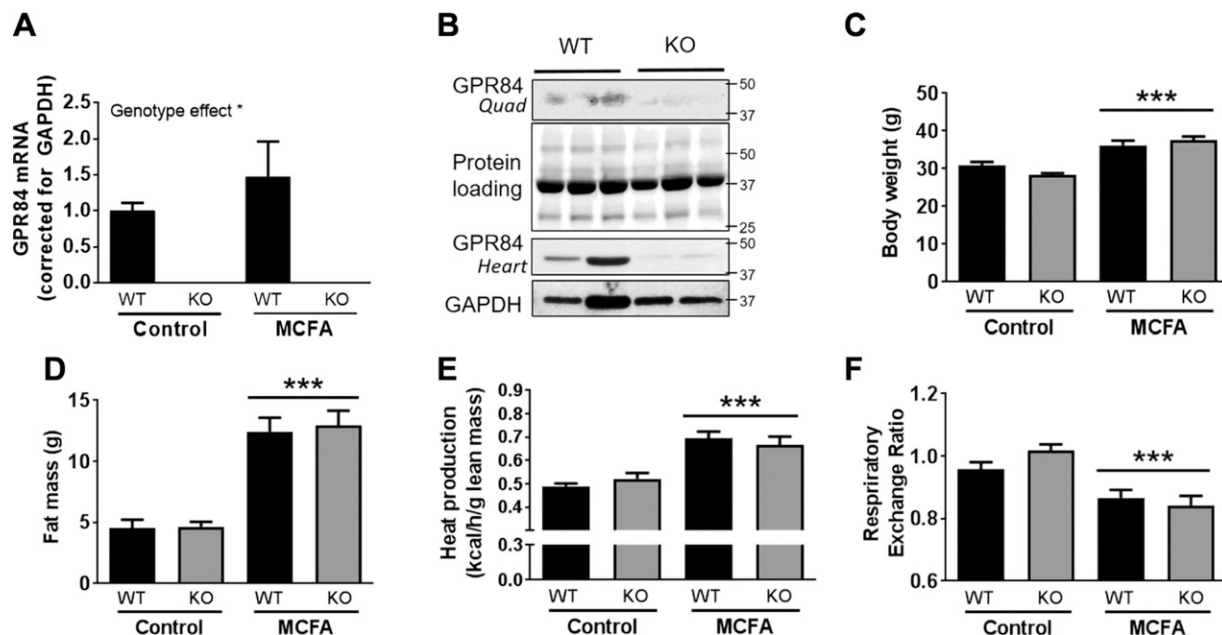 A
GPR84 mRNA
(corrected for GAPDH)
2.5
2.0
1.5
1.0
0.5
0.0
Genotype effect *
WT KO WT KO
Control MCFA
B
WT KO
GPR84
Quad
50
37
Protein
loading
50
37
25
GPR84
Heart
50
37
GAPDH
37
C
Body weight (g)
50
40
30
20
10
0
***
WT KO WT KO
Control MCFA
D
Fat mass (g)
15
10
5
0
***
WT KO WT KO
Control MCFA
E
Heat production
(kcal/h/g lean mass)
0.9
0.8
0.7
0.6
0.5
0.4
0.3
0.0
***
WT KO WT KO
Control MCFA
F
Respriratory
Exchange Ratio
1.2
1.0
0.8
0.6
***
WT KO WT KO
Control MCFA